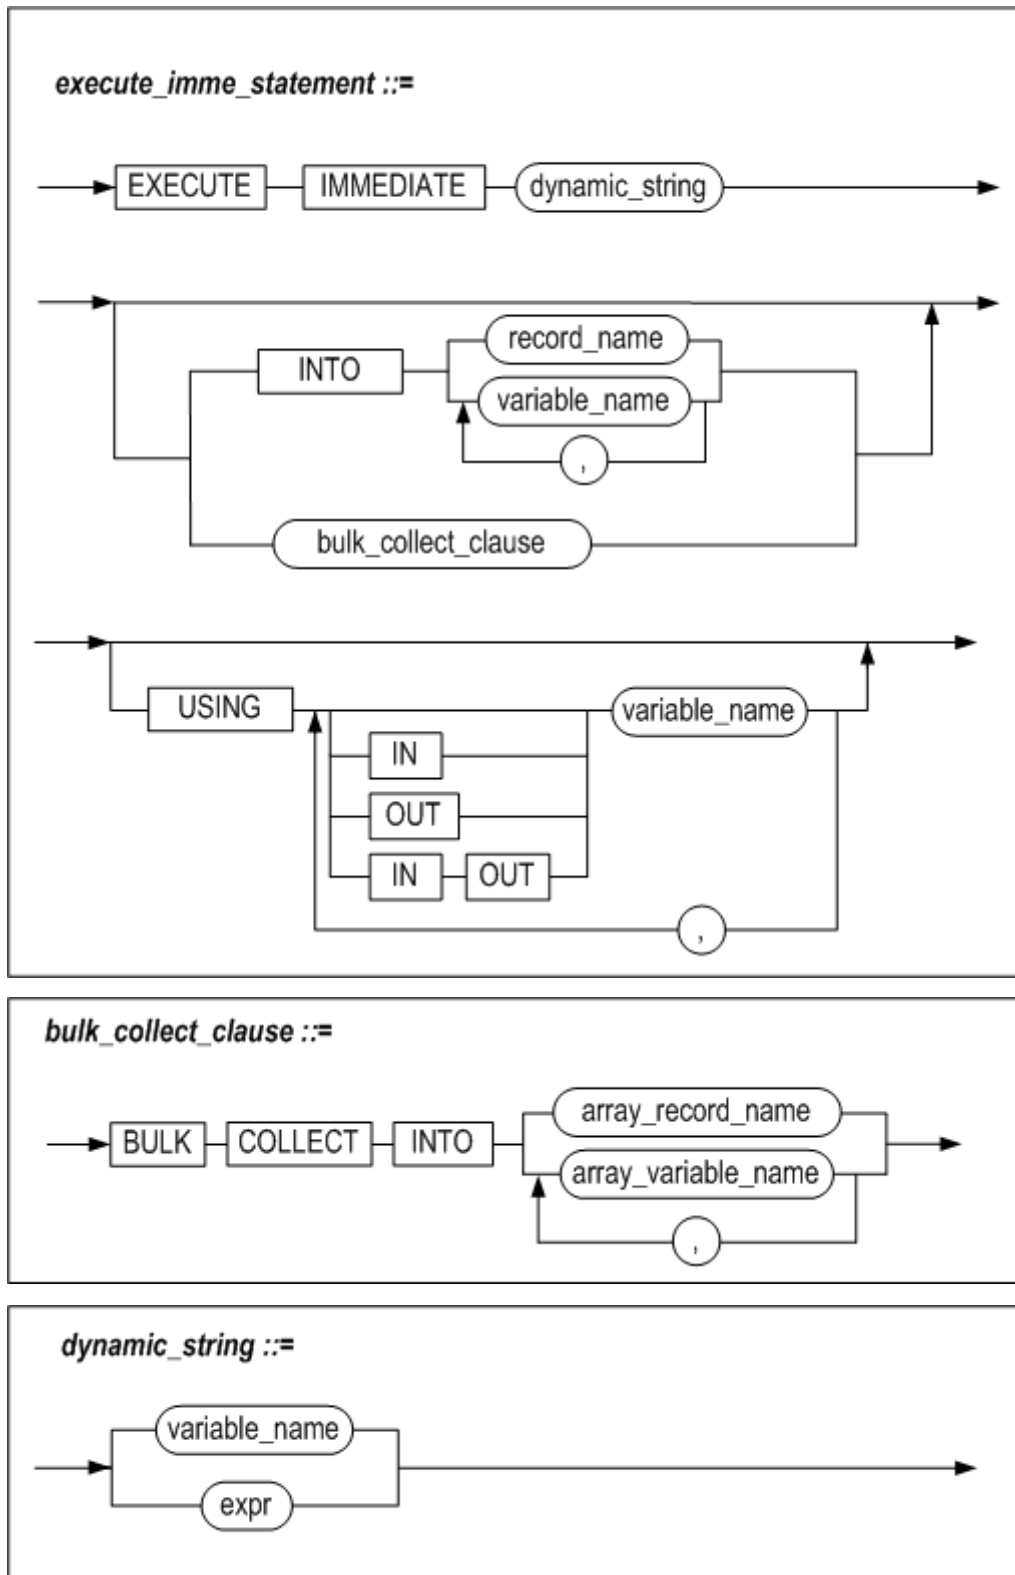 execute_imme_statement ::=
EXECUTE IMMEDIATE dynamic_string
record_name
INTO
variable_name
,
bulk_collect_clause
USING variable_name
IN
OUT
IN OUT
,
bulk_collect_clause ::=
array_record_name
BULK COLLECT INTO
array_variable_name
,
dynamic_string ::=
variable_name
expr